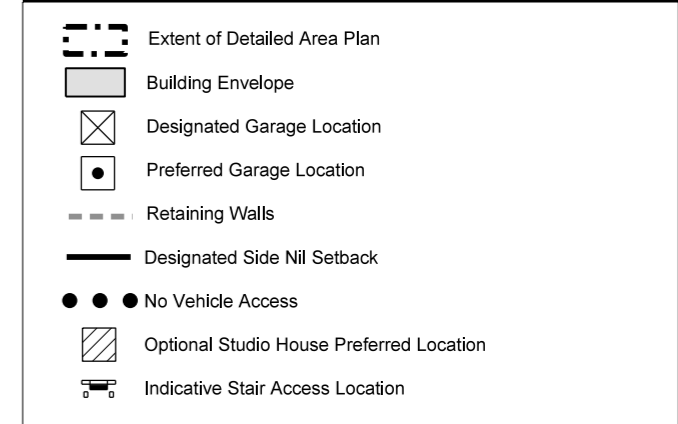 Extent of Detailed Area Plan
Building Envelope
Designated Garage Location
Preferred Garage Location
Retaining Walls
Designated Side Nil Setback
No Vehicle Access
Optional Studio House Preferred Location
Indicative Stair Access Location